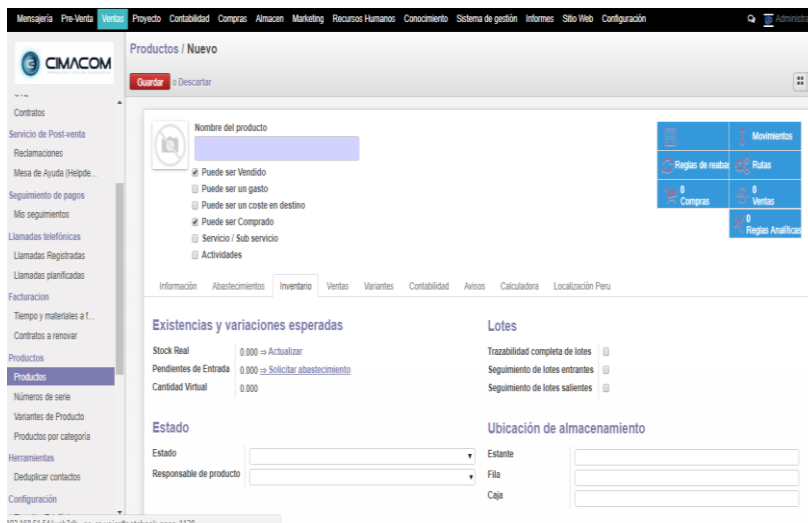 Mensajería Pre-Venta Ventas Proyecto Contabilidad Compras Almacen Marketing Recursos Humanos Conocimiento Sistema de gestión Informes Sitio Web Configuración Administra
CIMACOM
Productos / Nuevo
Guardar o Descartar
Contratos
Servicio de Post-venta
Reclamaciones
Mesa de Ayuda (Helpde...
Seguimiento de pagos
Mis seguimientos
Llamadas telefónicas
Llamadas Registradas
Llamadas planificadas
Facturacion
Tiempo y materiales a f...
Contratos a renovar
Productos
Productos
Números de serie
Variantes de Producto
Productos por categoría
Herramientas
Deduplicar contactos
Configuración
Nombre del producto
Puede ser Vendido
Puede ser un gasto
Puede ser un coste en destino
Puede ser Comprado
Servicio / Sub servicio
Actividades
Movimientos
Reglas de reabas
Rutas
0
Compras
0
Ventas
0
Reglas Analíticas
Información Abastecimientos Inventario Ventas Variantes Contabilidad Avisos Calculadora Localización Peru
Existencias y variaciones esperadas
Stock Real 0.000 ⇒ Actualizar
Pendientes de Entrada 0.000 ⇒ Solicitar abastecimiento
Cantidad Virtual 0.000
Lotes
Trazabilidad completa de lotes
Seguimiento de lotes entrantes
Seguimiento de lotes salientes
Estado
Estado
Responsable de producto
Ubicación de almacenamiento
Estante
Fila
Caja